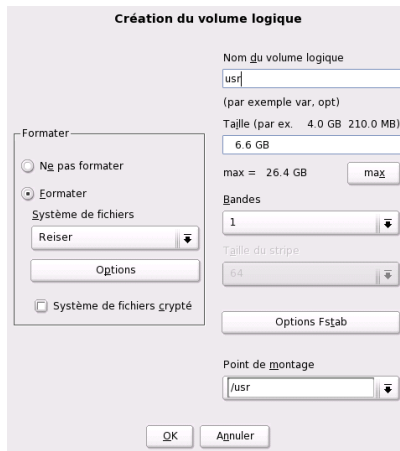 Création du volume logique
Formater
Ne pas formater
Formater
Système de fichiers
Reiser
Options
Système de fichiers crypté
Nom du volume logique
usr
(par exemple var, opt)
Tajlle (par ex. 4.0 GB 210.0 MB)
6.6 GB
max = 26.4 GB
max
Bandes
1
Taille du stripe
64
Options Fstab
Point de montage
/usr
OK
Annuler